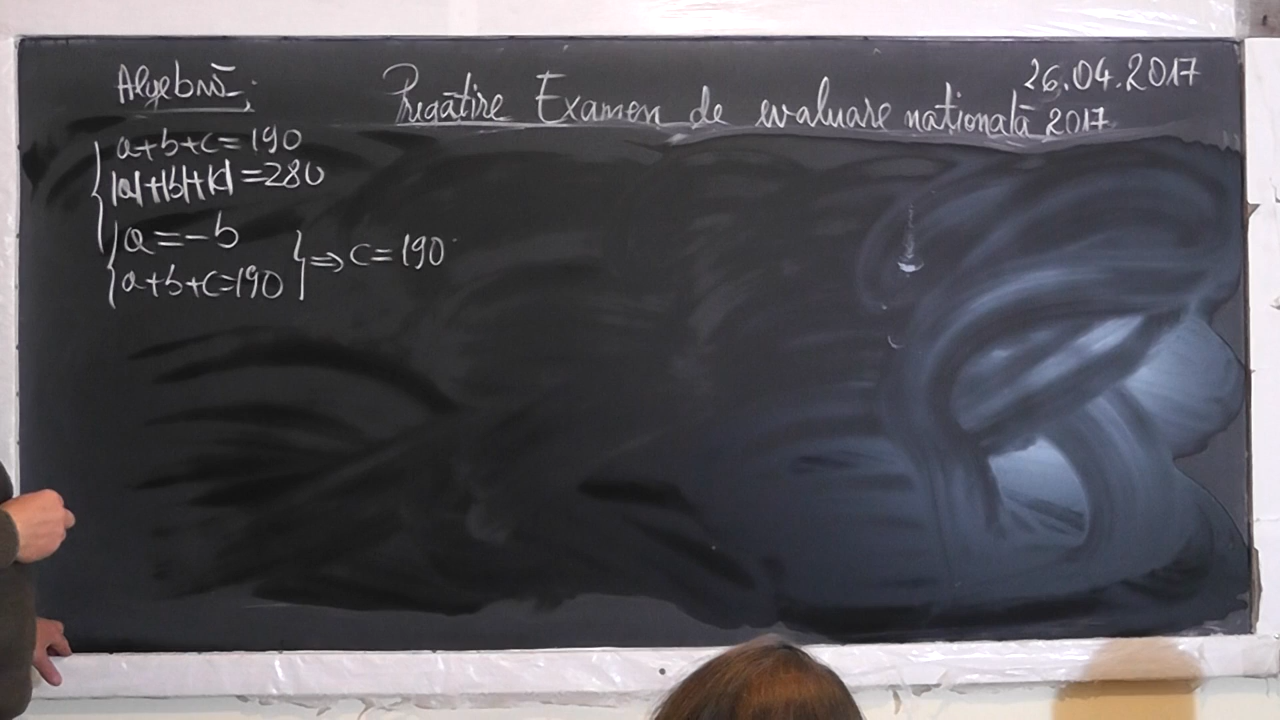 Algebră:
Pregătire Examen de evaluare națională 2017
26.04.2017
a+b+c=190
|a|+|b|+|c|=280
a=-b
a+b+c=190
⇒ c=190